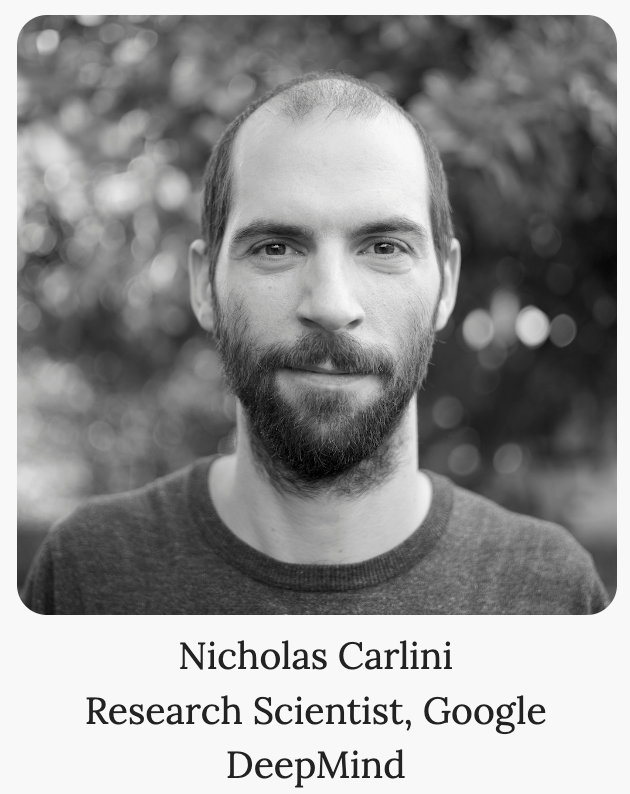 Nicholas Carlini
Research Scientist, Google
DeepMind